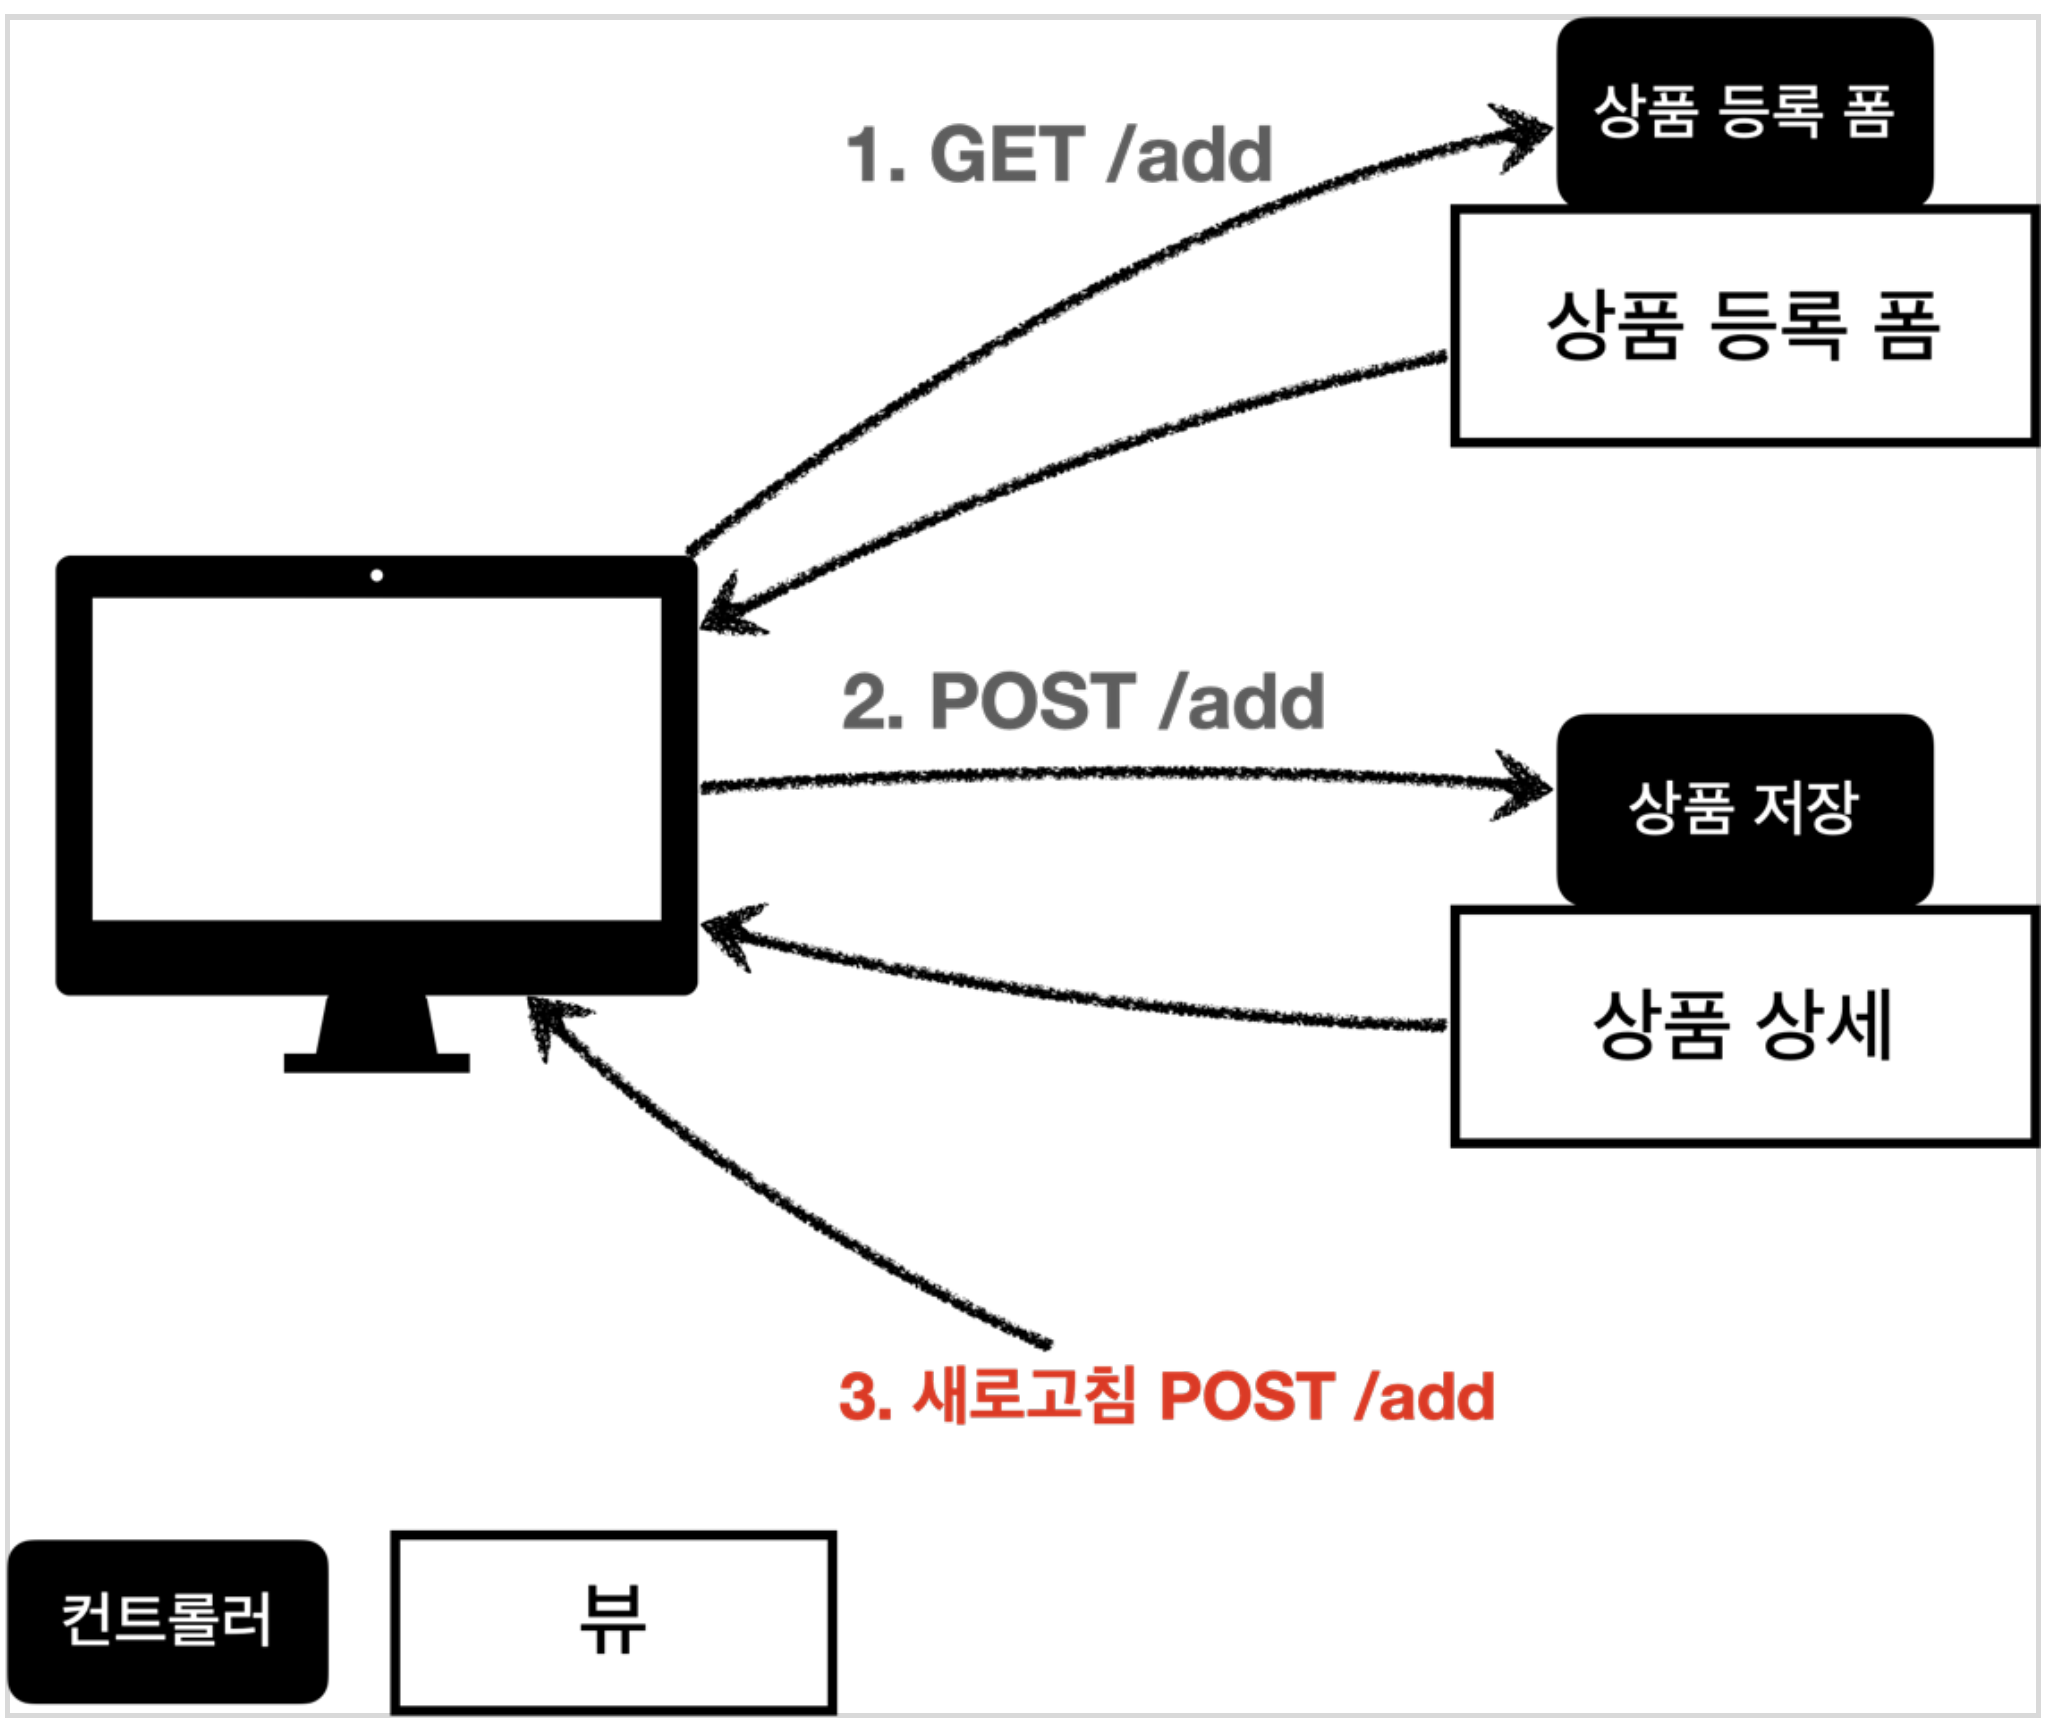 상품 등록 폼
1. GET /add
상품 등록 폼
2. POST /add
상품 저장
상품 상세
3. 새로고침 POST /add
컨트롤러
뷰